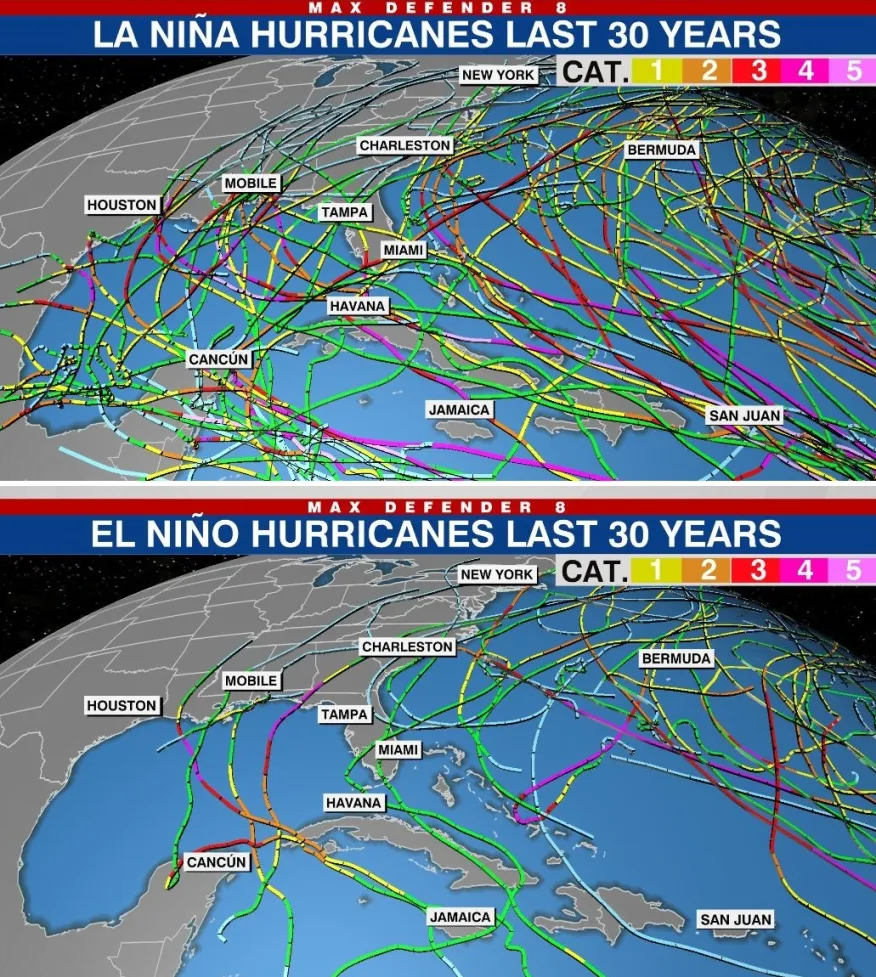 MAX DEFENDER 8
LA NIÑA HURRICANES LAST 30 YEARS
NEW YORK
CAT. 1 2 3 4 5
CHARLESTON
BERMUDA
MOBILE
HOUSTON
TAMPA
MIAMI
HAVANA
CANCÚN
JAMAICA
SAN JUAN
MAX DEFENDER 8
EL NIÑO HURRICANES LAST 30 YEARS
NEW YORK
CAT. 1 2 3 4 5
CHARLESTON
BERMUDA
MOBILE
HOUSTON
TAMPA
MIAMI
HAVANA
CANCÚN
JAMAICA
SAN JUAN